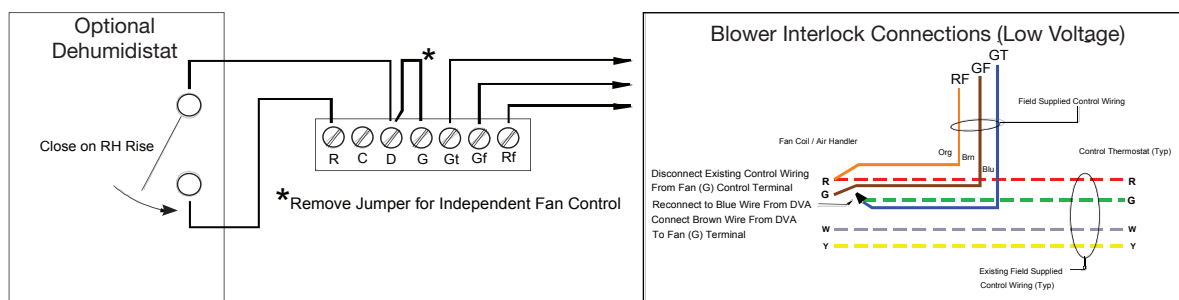 Optional
Dehumidistat
Close on RH Rise
*
R C D G Gt Gf Rf
*Remove Jumper for Independent Fan Control
Blower Interlock Connections (Low Voltage)
GT
GF
RF
Field Supplied Control Wiring
Fan Coil / Air Handler
Control Thermostat (Typ)
Org Brn
Blu
Disconnect Existing Control Wiring
From Fan (G) Control Terminal
Reconnect to Blue Wire From DVA
Connect Brown Wire From DVA
To Fan (G) Terminal
R R
G G
W W
Y Y
Existing Field Supplied
Control Wiring (Typ)